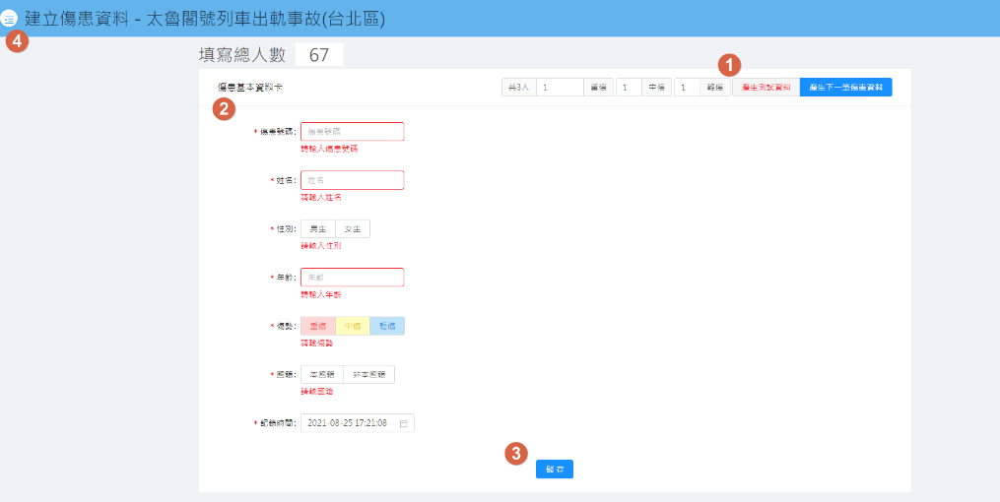 建立傷患資料 - 太魯閣號列車出軌事故(台北區)
4
填寫總人數 67
1
傷患基本資料卡 共3人 1 重傷 1 中傷 1 輕傷 產生測試資料 產生下一筆傷患資料
2
* 傷患號碼: 傷患號碼
請輸入傷患號碼
* 姓名: 姓名
請輸入姓名
* 性別: 男生 女生
請輸入性別
* 年齡: 年齡
請輸入年齡
* 傷勢: 重傷 中傷 輕傷
請輸傷勢
* 國籍: 本國籍 非本國籍
請輸國籍
* 記錄時間: 2021-08-25 17:21:08
3
儲存